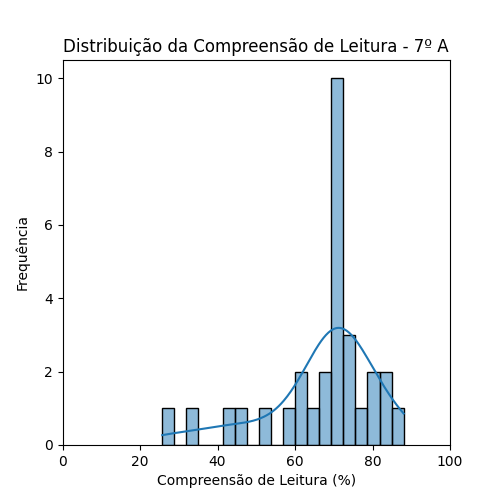 Distribuição da Compreensão de Leitura - 7º A
10
8
6
4
2
0
Frequência
0 20 40 60 80 100
Compreensão de Leitura (%)